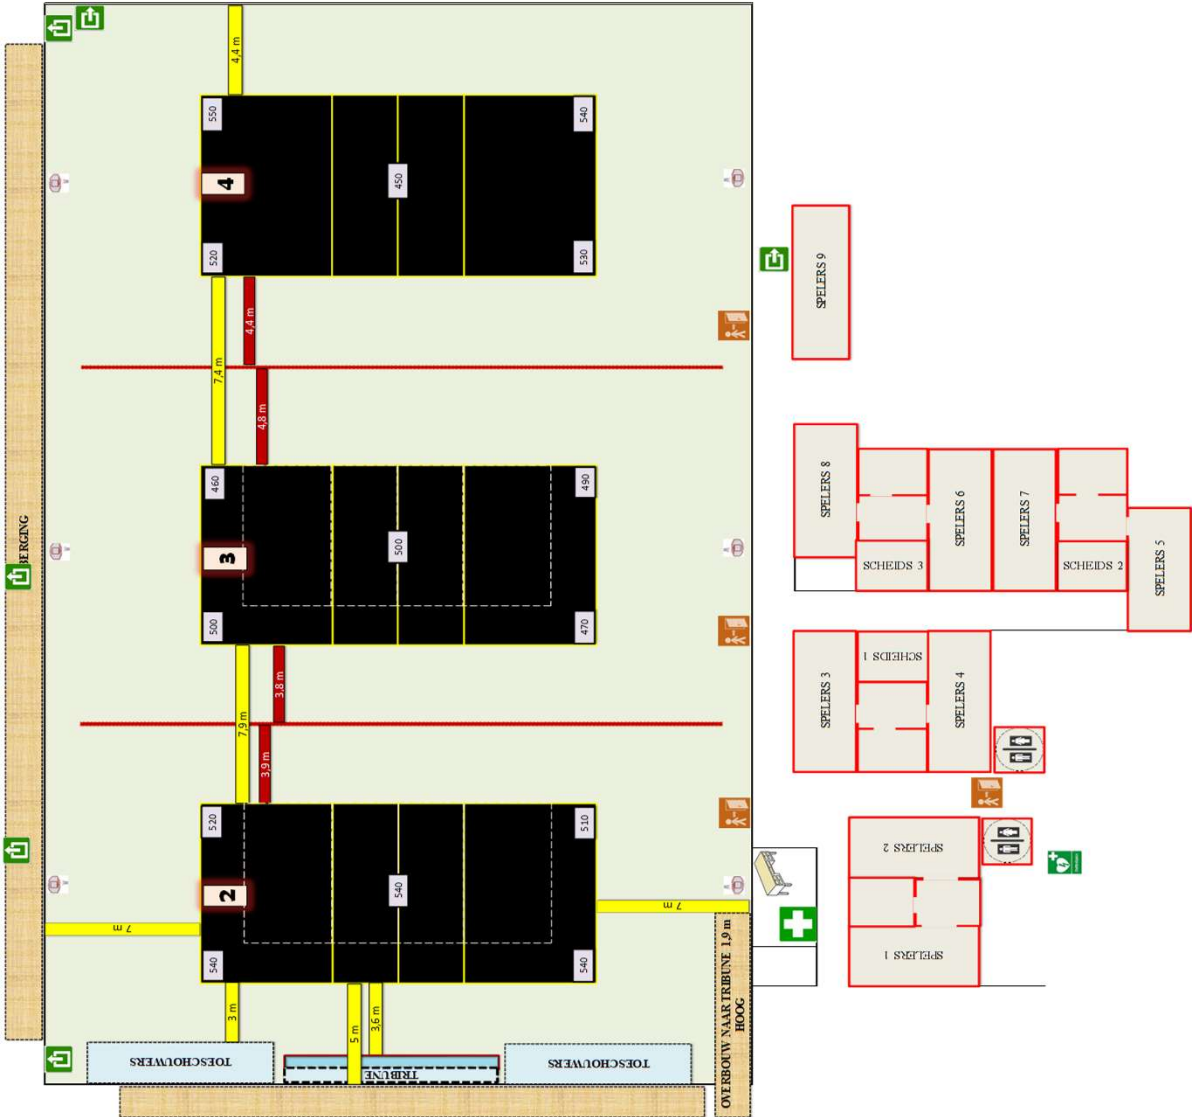 4,4 m
550
540
4
450
520
530
4,4 m
7,4 m
4,8 m
SPELERS 9
460
490
3
500
500
470
BERGING
SPELERS 8
SCHEIDS 3
SPELERS 6
SPELERS 7
SCHEIDS 2
SPELERS 5
3,8 m
7,9 m
3,9 m
SPELERS 3
SCHEIDS 1
SPELERS 4
520
510
2
540
540
540
7 m
7 m
SPELERS 2
SPELERS 1
3 m
5 m
3,6 m
TOESCHOUWERS
TRIBUNE
TOESCHOUWERS
OVERBOUW NAAR TRIBUNE 1,9 m
HOOG